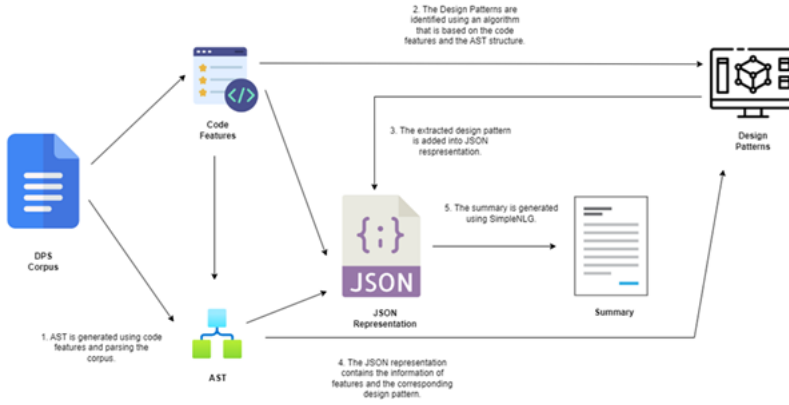 2. The Design Patterns are
identified using an algorithm
that is based on the code
features and the AST structure.
</>
Code
Features
Design
Patterns
3. The extracted design pattern
is added into JSON
respresentation.
5. The summary is generated
using SimpleNLG.
{;}
JSON
DPS
Corpus
JSON
Representation
Summary
1. AST is generated using code
features and parsing the
corpus.
AST
4. The JSON representation
contains the information of
features and the corresponding
design pattern.